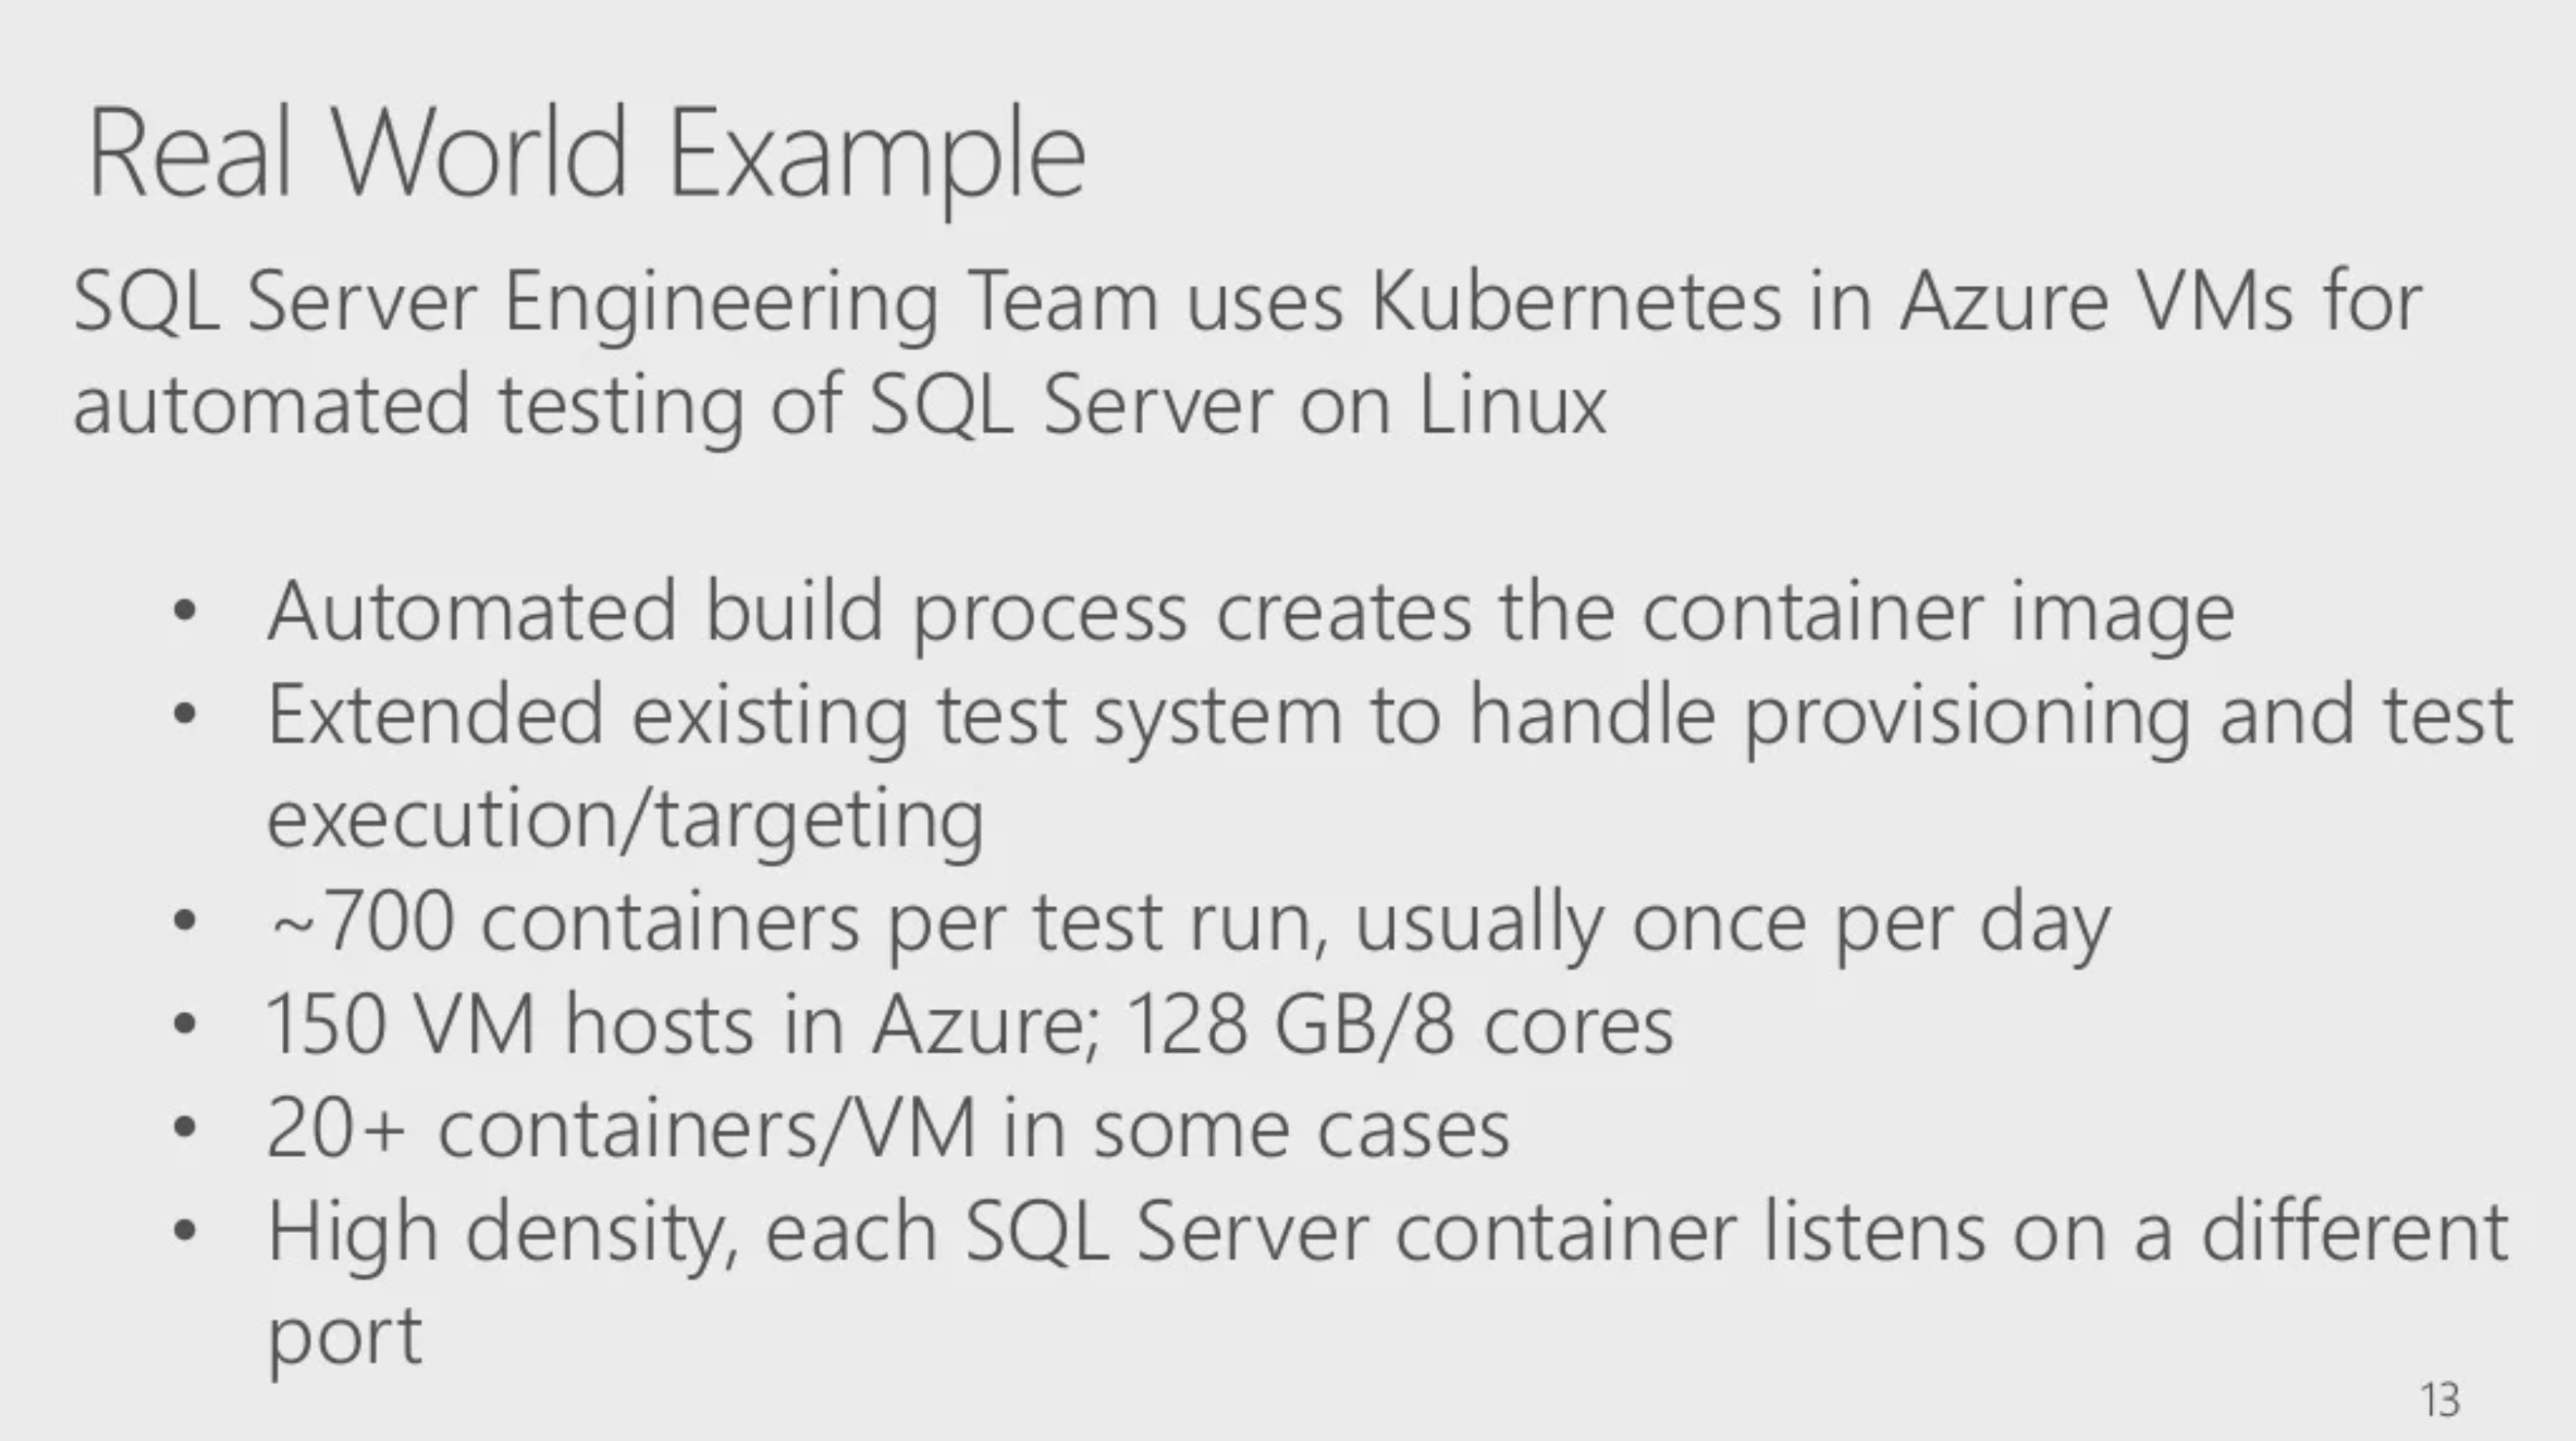 Real World Example
SQL Server Engineering Team uses Kubernetes in Azure VMs for
automated testing of SQL Server on Linux
• Automated build process creates the container image
• Extended existing test system to handle provisioning and test
execution/targeting
• ~700 containers per test run, usually once per day
• 150 VM hosts in Azure; 128 GB/8 cores
• 20+ containers/VM in some cases
• High density, each SQL Server container listens on a different
port
13